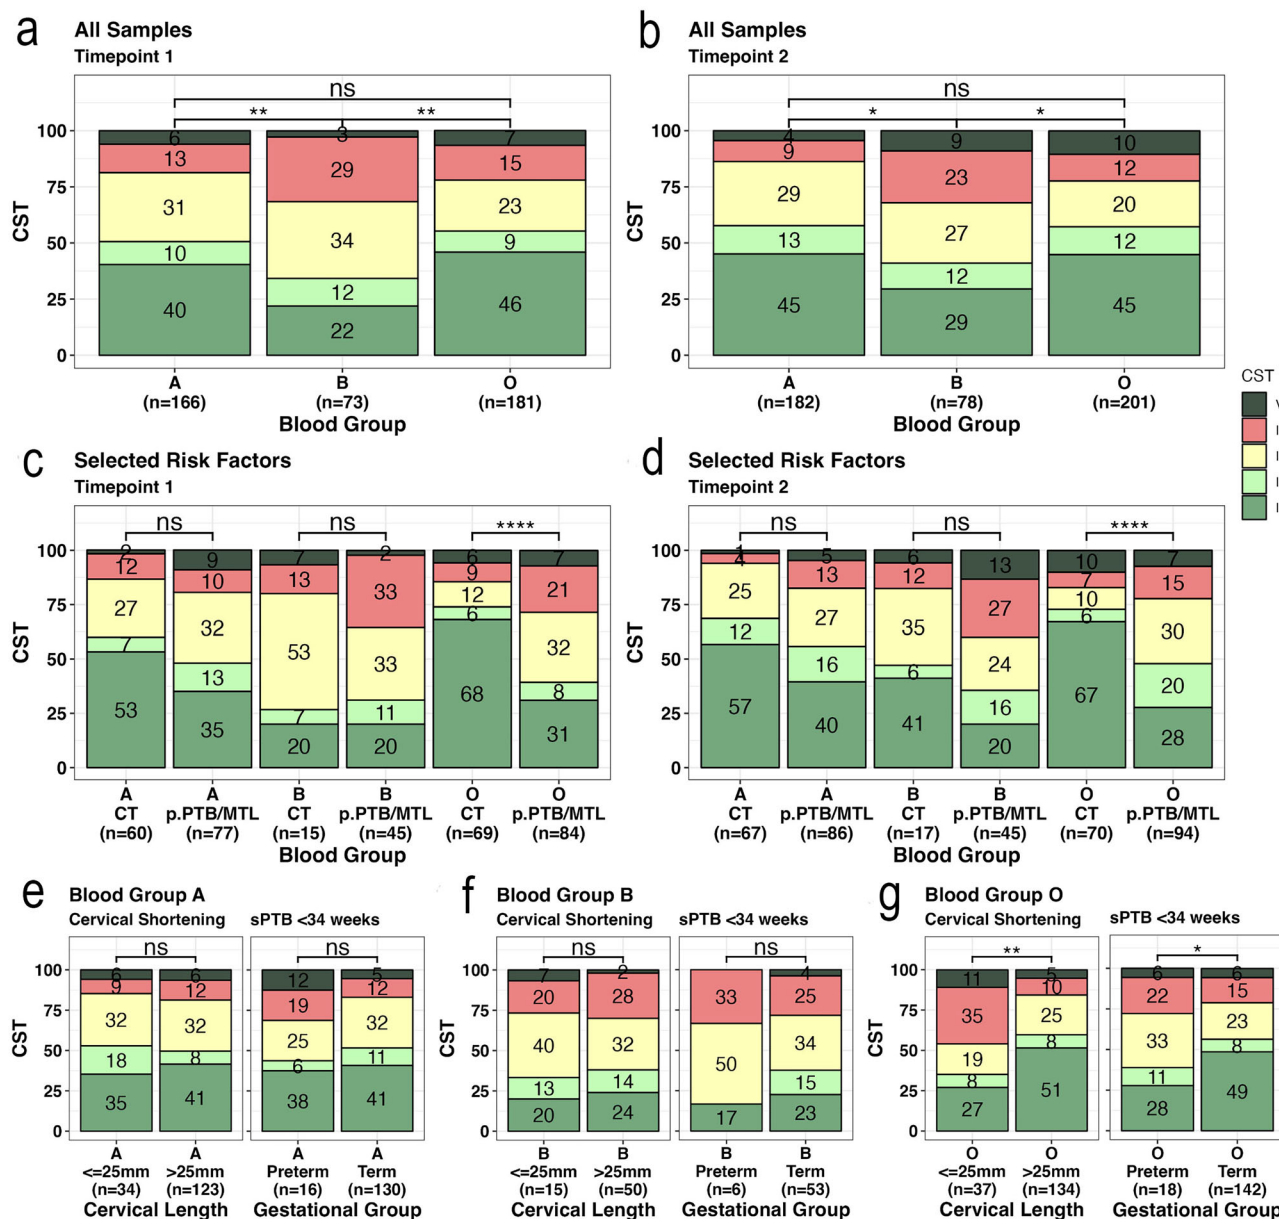 a All Samples
Timepoint 1
ns
** **
CST
100
75
50
25
0
6 3 7
13 29 15
31 34 23
10 12 9
40 22 46
A B O
(n=166) (n=73) (n=181)
Blood Group
b All Samples
Timepoint 2
ns
* *
CST
100
75
50
25
0
4 9 10
9 23 12
29 27 20
13 12 12
45 29 45
A B O
(n=182) (n=78) (n=201)
Blood Group
CST
c Selected Risk Factors
Timepoint 1
ns ns ****
CST
100
75
50
25
0
2 9 7 2 6 7
12 10 13 33 9 21
27 32 53 33 12 32
7 13 7 11 6 8
53 35 20 20 68 31
A A B B O O
CT p.PTB/MTL CT p.PTB/MTL CT p.PTB/MTL
(n=60) (n=77) (n=15) (n=45) (n=69) (n=84)
Blood Group
d Selected Risk Factors
Timepoint 2
ns ns ****
CST
100
75
50
25
0
1 5 6 13 10 7
4 13 12 27 7 15
25 27 35 24 10 30
12 16 6 16 6 20
57 40 41 20 67 28
A A B B O O
CT p.PTB/MTL CT p.PTB/MTL CT p.PTB/MTL
(n=67) (n=86) (n=17) (n=45) (n=70) (n=94)
Blood Group
e Blood Group A
Cervical Shortening sPTB <34 weeks
ns ns
CST
100
75
50
25
0
6 6 12 5
9 12 19 12
32 32 25 32
18 8 6 11
35 41 38 41
A A A A
<=25mm >25mm Preterm Term
(n=34) (n=123) (n=16) (n=130)
Cervical Length Gestational Group
f Blood Group B
Cervical Shortening sPTB <34 weeks
ns ns
CST
100
75
50
25
0
7 2 4
20 28 33 25
40 32 50 34
13 14 15
20 24 17 23
B B B B
<=25mm >25mm Preterm Term
(n=15) (n=50) (n=6) (n=53)
Cervical Length Gestational Group
g Blood Group O
Cervical Shortening sPTB <34 weeks
** *
CST
100
75
50
25
0
11 5 6 6
35 10 22 15
19 25 33 23
8 8 11 8
27 51 28 49
O O O O
<=25mm >25mm Preterm Term
(n=37) (n=134) (n=18) (n=142)
Cervical Length Gestational Group